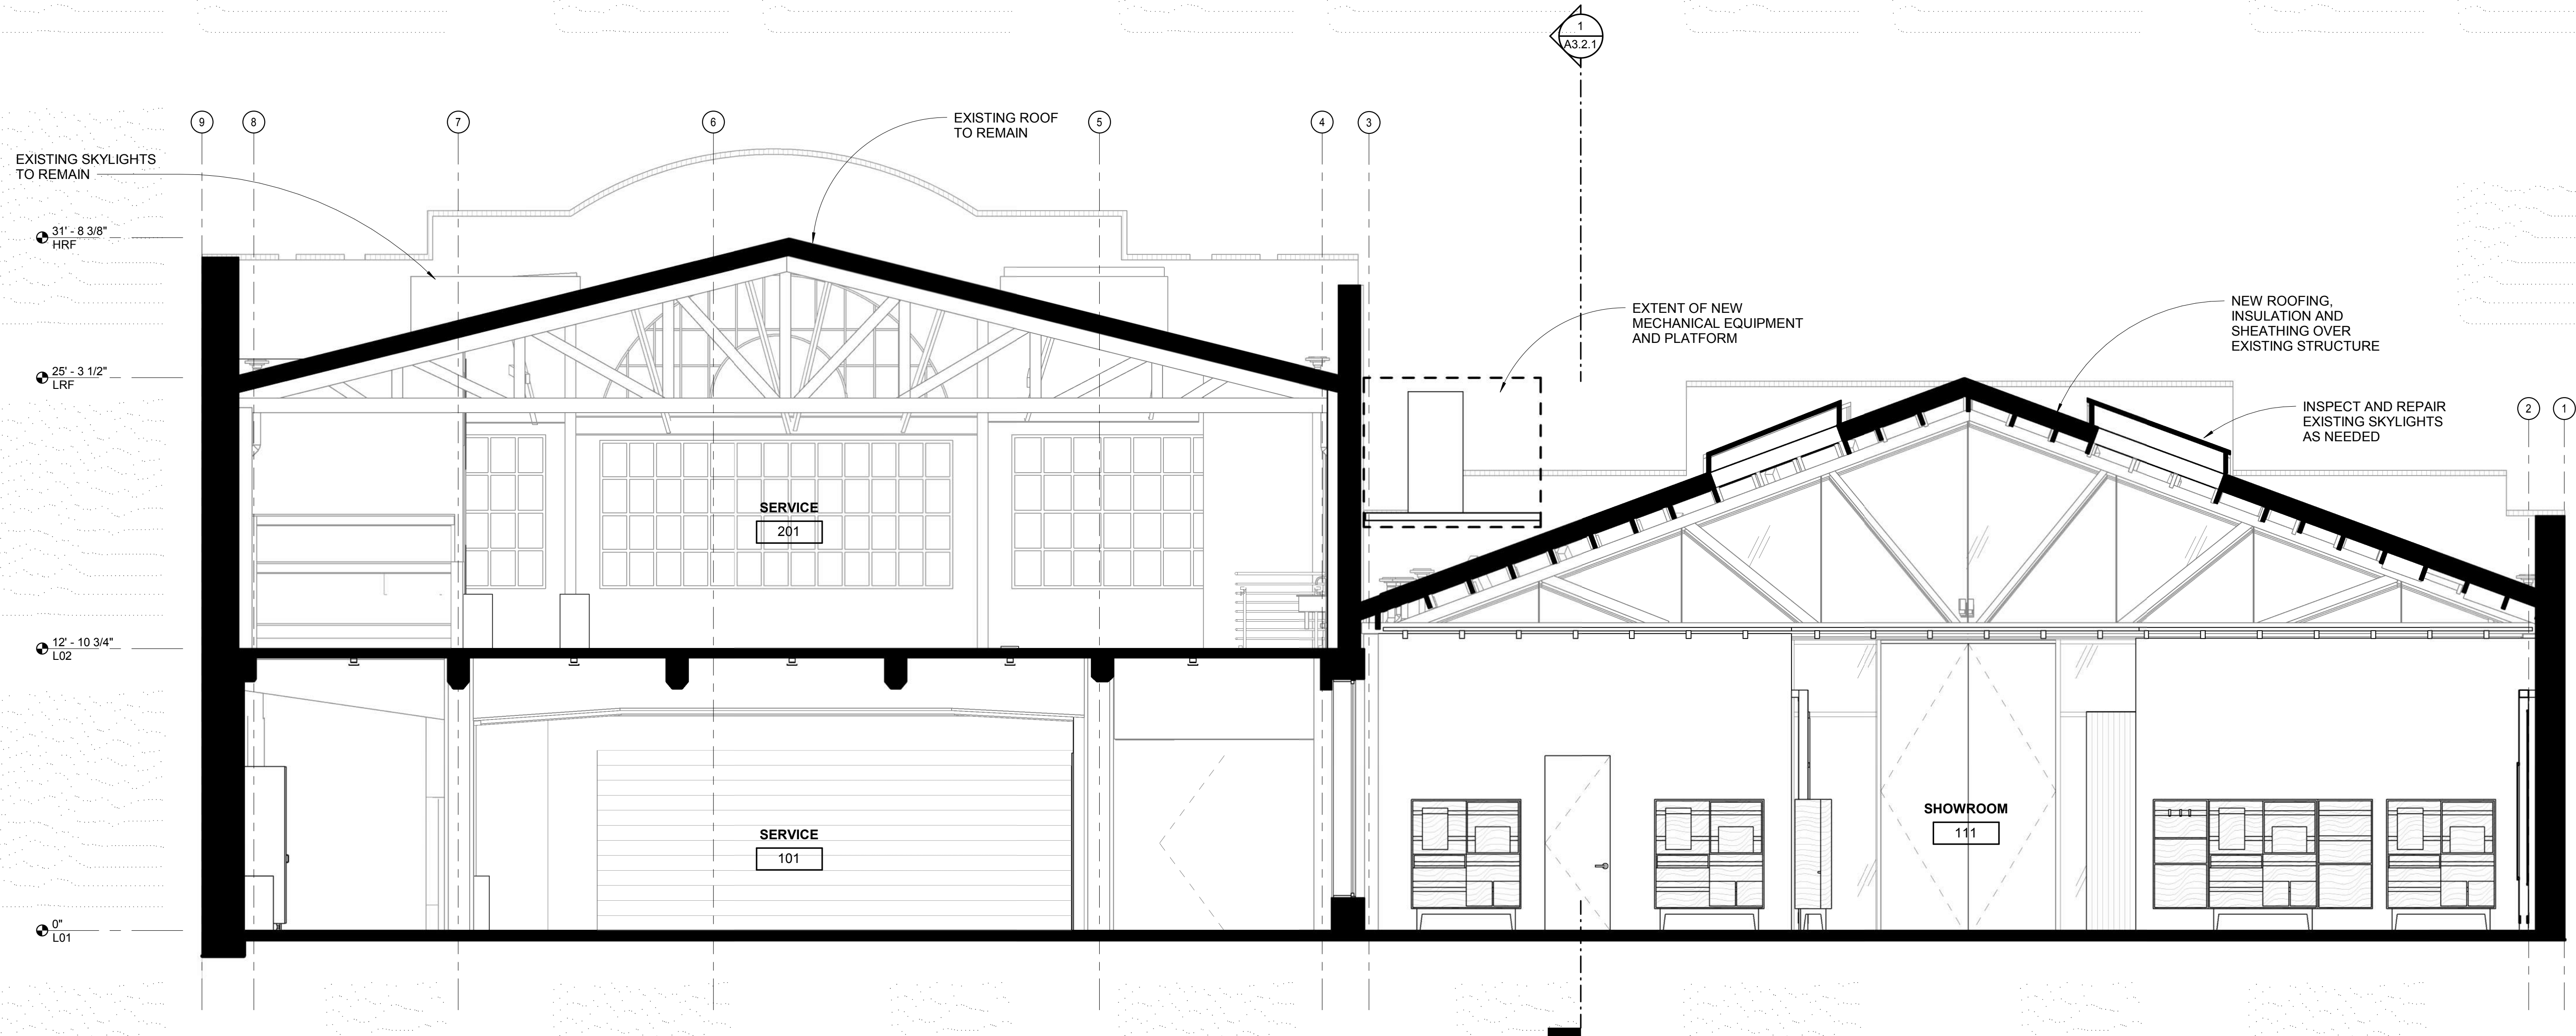 1
A3.2.1
9
8
7
6
5
4
3
2
1
EXISTING ROOF
TO REMAIN
EXISTING SKYLIGHTS
TO REMAIN
31' - 8 3/8"
HRF
EXTENT OF NEW
MECHANICAL EQUIPMENT
AND PLATFORM
NEW ROOFING,
INSULATION AND
SHEATHING OVER
EXISTING STRUCTURE
25' - 3 1/2"
LRF
INSPECT AND REPAIR
EXISTING SKYLIGHTS
AS NEEDED
SERVICE
201
12' - 10 3/4"
L02
SERVICE
101
SHOWROOM
111
0"
L01